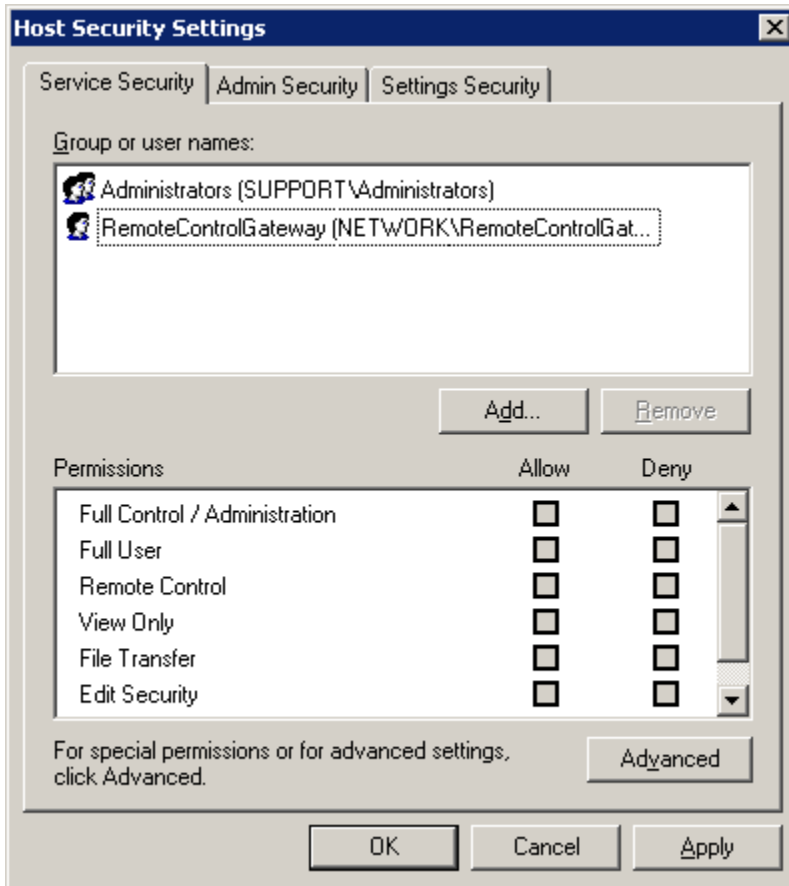 Host Security Settings
Service Security Admin Security Settings Security
Group or user names:
Administrators (SUPPORT\Administrators)
RemoteControlGateway (NETWORK\RemoteControlGat...
Add... Remove
Permissions Allow Deny
Full Control / Administration
Full User
Remote Control
View Only
File Transfer
Edit Security
For special permissions or for advanced settings,
click Advanced.
Advanced
OK Cancel Apply